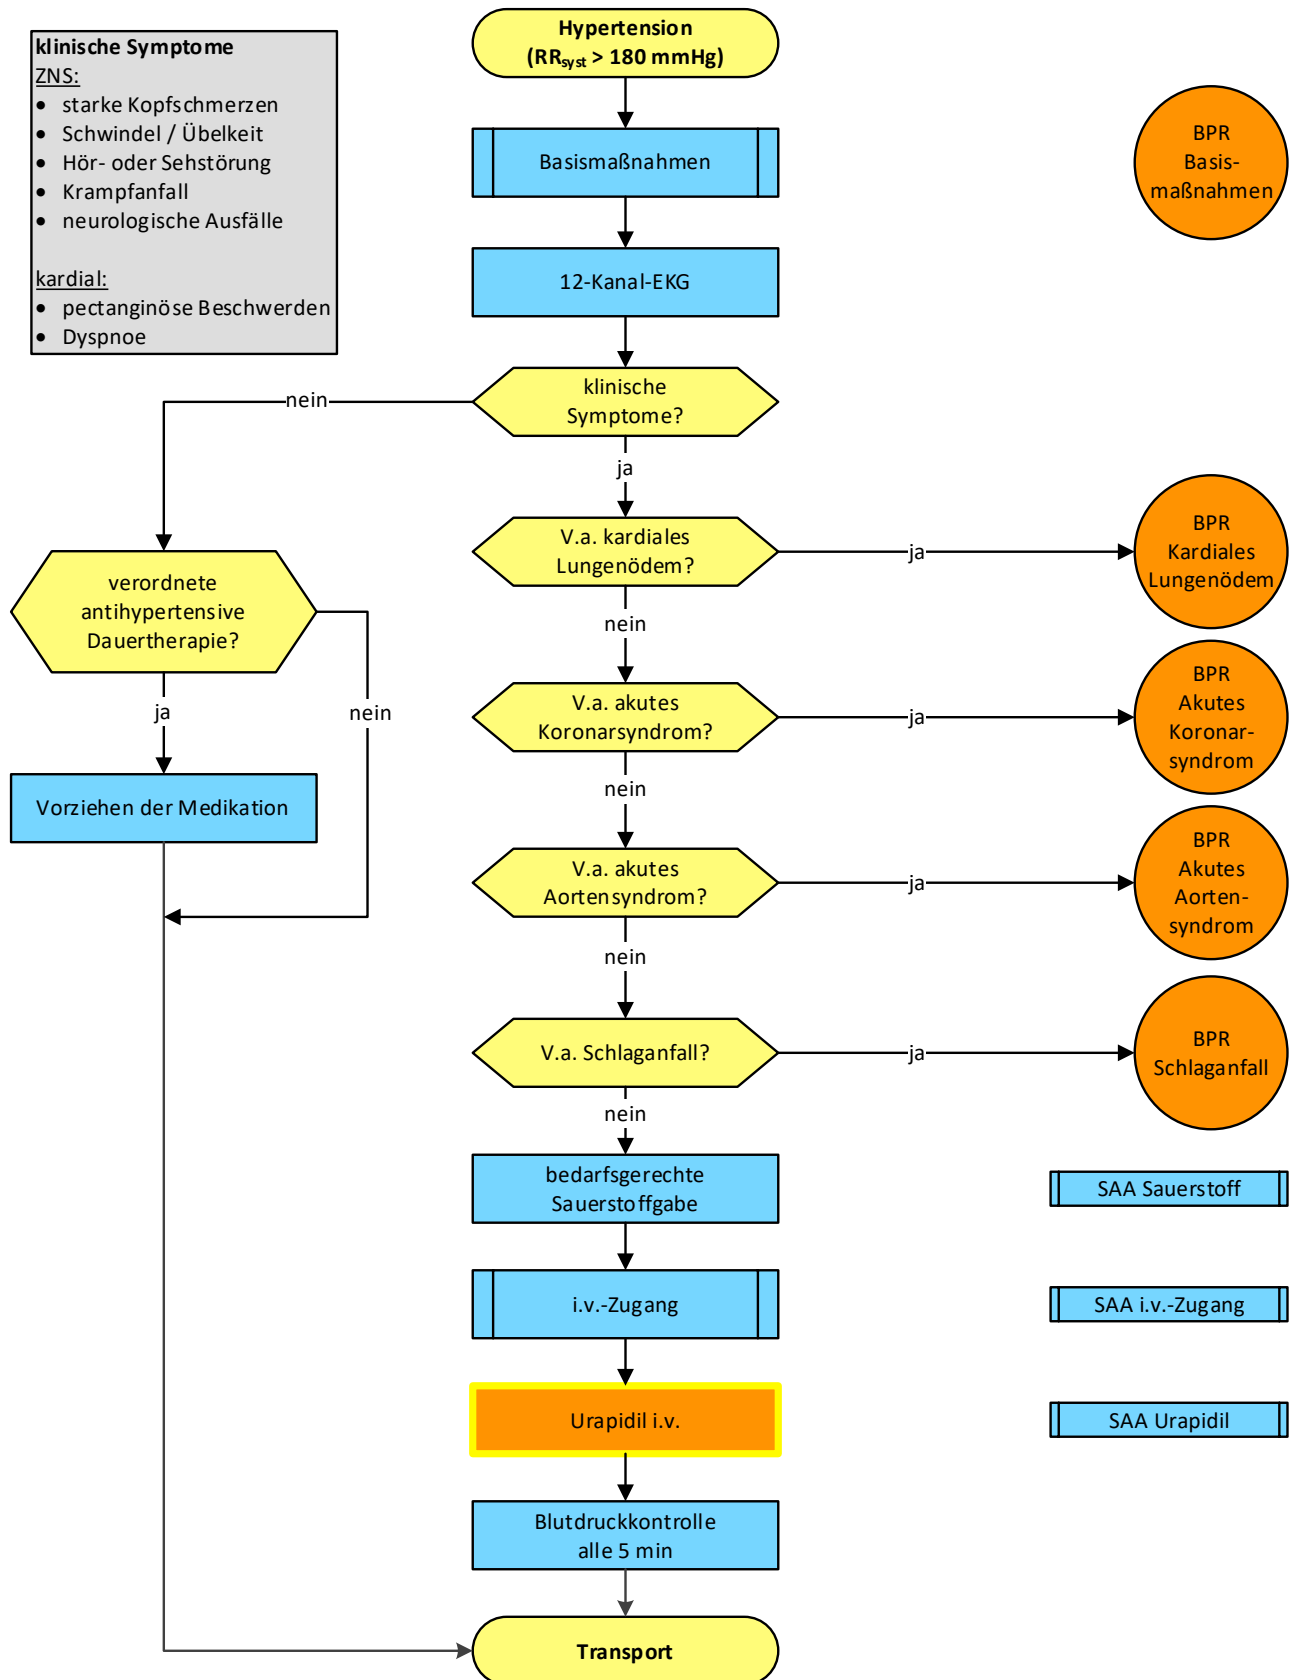 klinische Symptome
ZNS:
• starke Kopfschmerzen
• Schwindel / Übelkeit
• Hör- oder Sehstörung
• Krampfanfall
• neurologische Ausfälle
kardial:
• pectanginöse Beschwerden
• Dyspnoe
Hypertension
(RRsyst > 180 mmHg)
Basismaßnahmen
BPR
Basis-
maßnahmen
12-Kanal-EKG
klinische
Symptome?
nein
ja
V.a. kardiales
Lungenödem?
ja
BPR
Kardiales
Lungenödem
verordnete
antihypertensive
Dauertherapie?
ja
nein
Vorziehen der Medikation
nein
V.a. akutes
Koronarsyndrom?
ja
BPR
Akutes
Koronar-
syndrom
nein
V.a. akutes
Aortensyndrom?
ja
BPR
Akutes
Aorten-
syndrom
nein
V.a. Schlaganfall?
ja
BPR
Schlaganfall
nein
bedarfsgerechte
Sauerstoffgabe
SAA Sauerstoff
i.v.-Zugang
SAA i.v.-Zugang
Urapidil i.v.
SAA Urapidil
Blutdruckkontrolle
alle 5 min
Transport